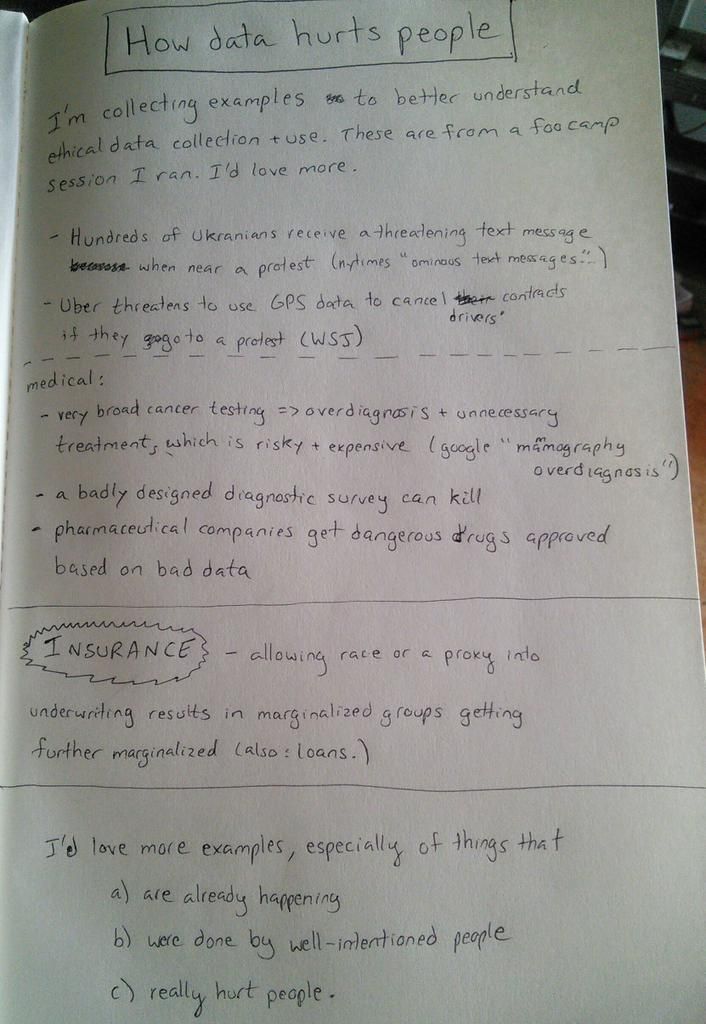 How data hurts people
I'm collecting examples to better understand
ethical data collection + use. These are from a foo camp
session I ran. I'd love more.
- Hundreds of Ukranians receive a threatening text message
when near a protest (nytimes "ominous text messages"..)
- Uber threatens to use GPS data to cancel contracts
drivers'
if they go to a protest (WSJ)
medical:
- very broad cancer testing => overdiagnosis + unnecessary
treatment, which is risky + expensive (google "mamography
overdiagnosis")
- a badly designed diagnostic survey can kill
- pharmaceutical companies get dangerous drugs approved
based on bad data
INSURANCE - allowing race or a proxy into
underwriting results in marginalized groups getting
further marginalized (also: loans.)
I'd love more examples, especially of things that
a) are already happening
b) were done by well-intentioned people
c) really hurt people.